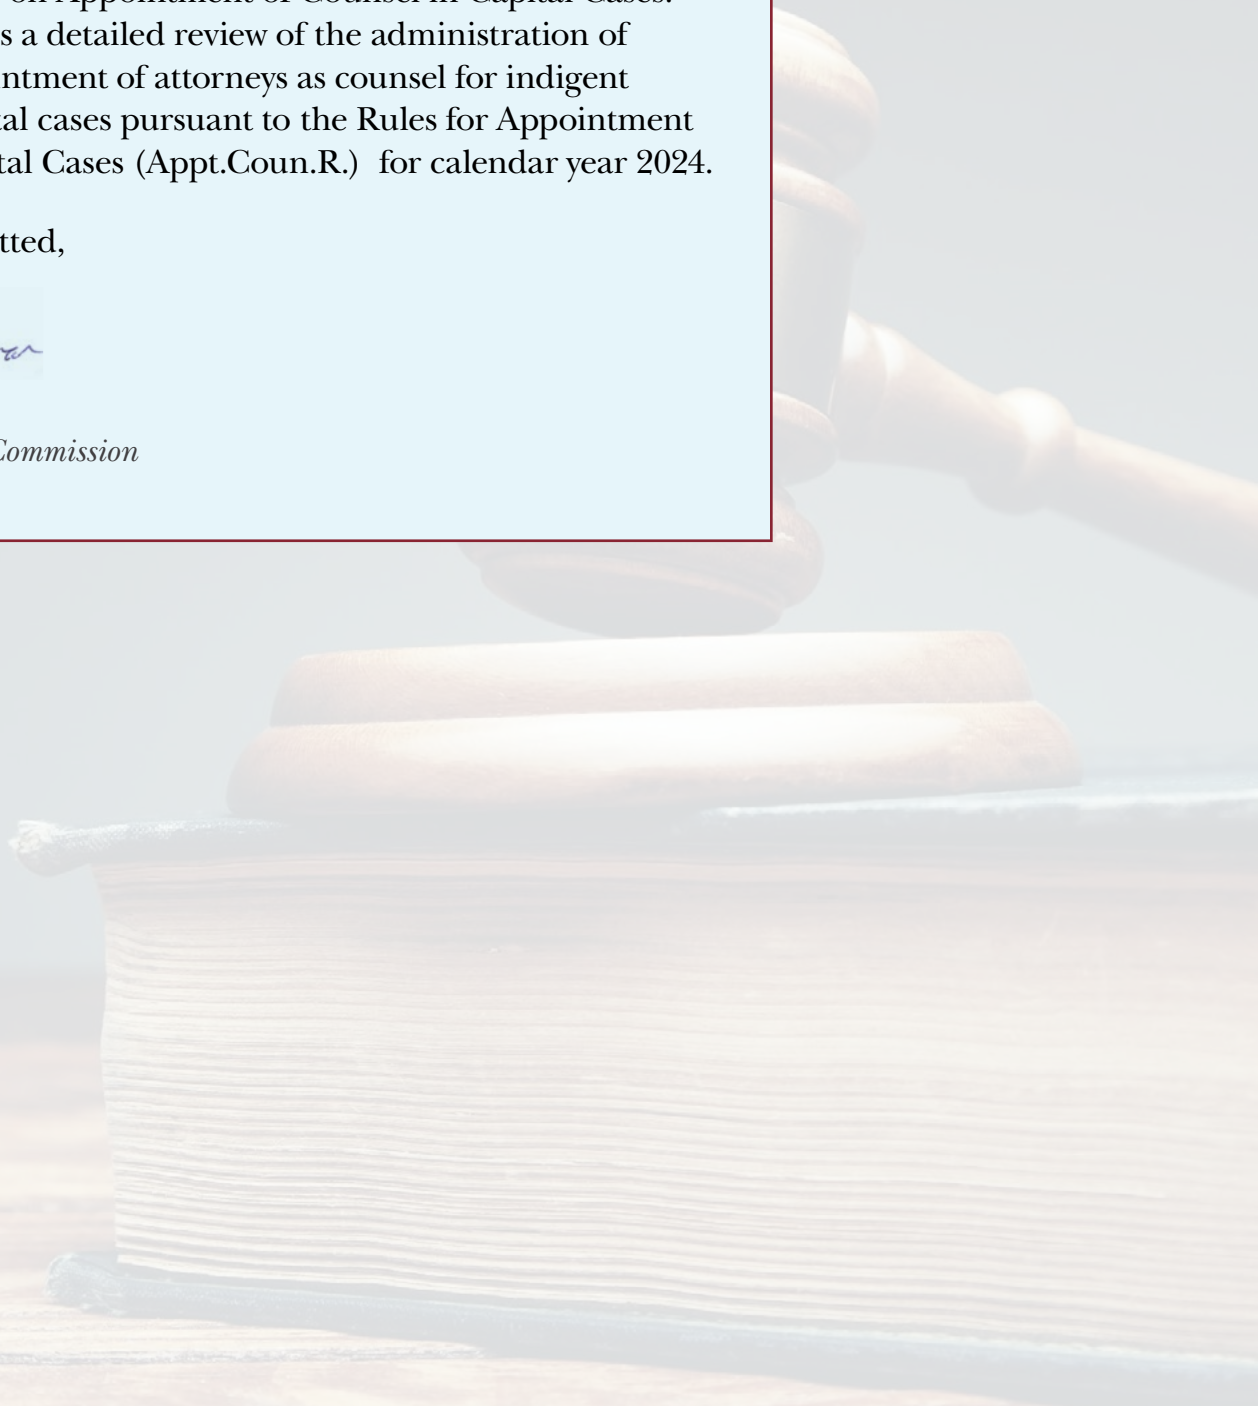 on Appointment of Counsel in Capital Cases.
s a detailed review of the administration of
ntment of attorneys as counsel for indigent
tal cases pursuant to the Rules for Appointment
tal Cases (Appt.Coun.R.)  for calendar year 2024.
tted,
Commission